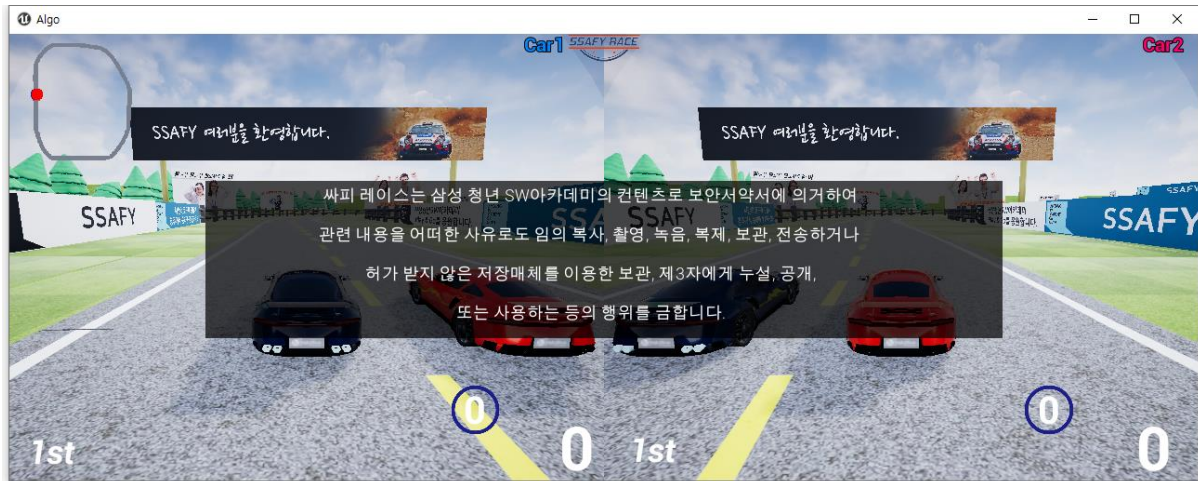 Algo
Car1
SSAFY RACE
Car2
SSAFY 여러분을 환영합니다.
SSAFY 여러분을 환영합니다.
싸피 레이스는 삼성 청년 SW아카데미의 컨텐츠로 보안서약서에 의거하여
관련 내용을 어떠한 사유로도 임의 복사, 촬영, 녹음, 복제, 보관, 전송하거나
허가 받지 않은 저장매체를 이용한 보관, 제3자에게 누설, 공개,
또는 사용하는 등의 행위를 금합니다.
SSAFY
SSAFY
SSAFY
SSAFY
SSAFY
0
0
1st
0
1st
0